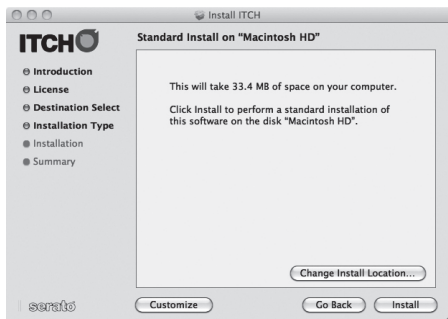 Install ITCH
ITCH
Standard Install on "Macintosh HD"
Introduction
License
Destination Select
Installation Type
Installation
Summary
This will take 33.4 MB of space on your computer.
Click Install to perform a standard installation of
this software on the disk "Macintosh HD".
Change Install Location...
serato
Customize
Go Back
Install